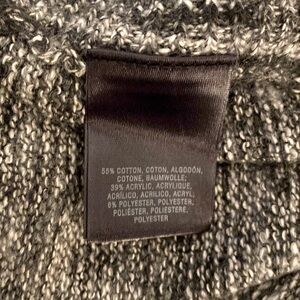 55% COTTON, COTON, ALGODÓN,
COTONE, BAUMWOLLE;
39% ACRYLIC, ACRYLIQUE,
ACRÍLICO, ACRILICO, ACRYL;
6% POLYESTER, POLYESTER,
POLIÉSTER, POLIESTERE,
POLYESTER